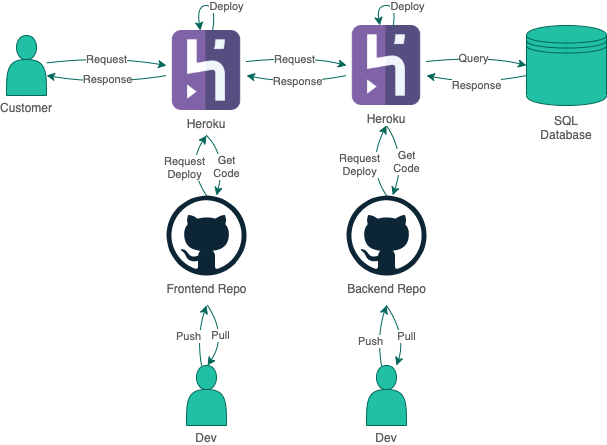 Deploy
Deploy
Request
Request
Query
Response
Response
Response
Customer
Heroku
Heroku
SQL
Database
Request
Deploy
Get
Code
Request
Deploy
Get
Code
Frontend Repo
Backend Repo
Push
Pull
Push
Pull
Dev
Dev